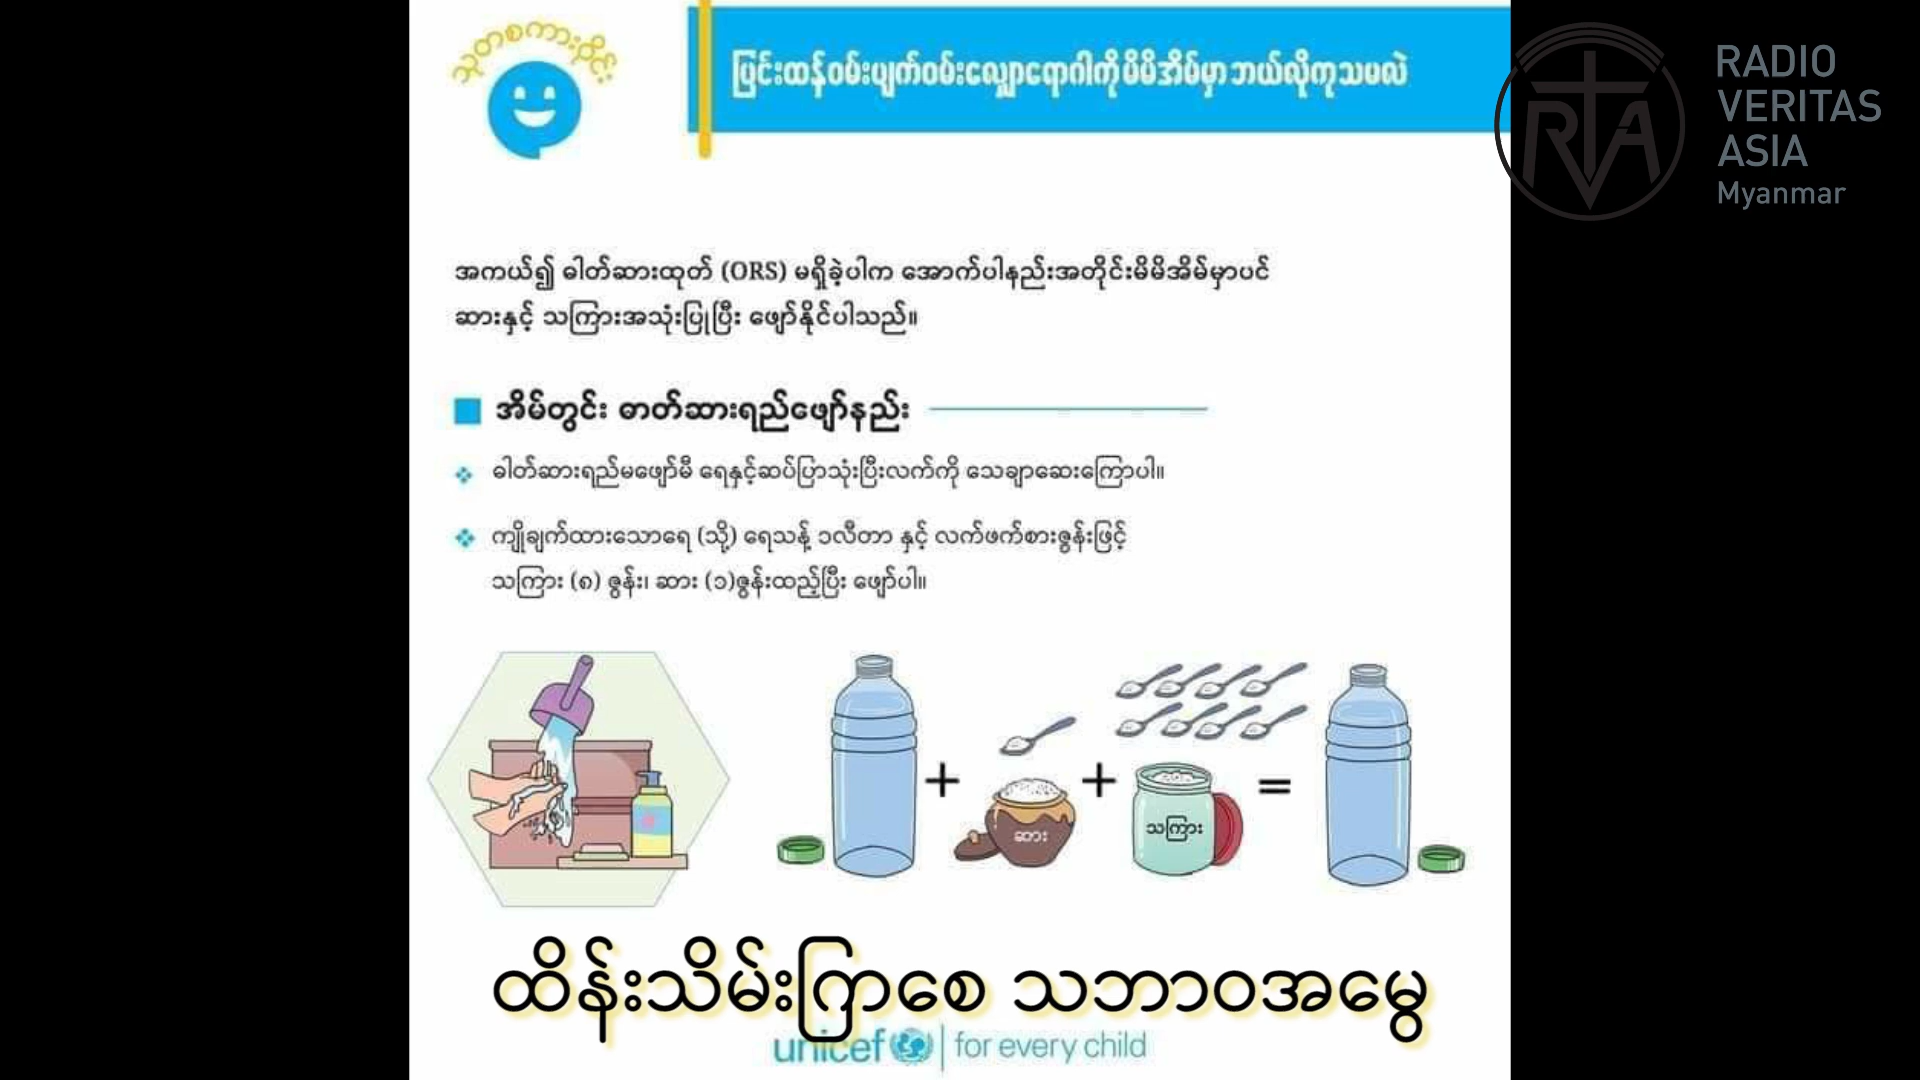 သုတစကားဝိုင်း
ပြင်းထန်ဝမ်းပျက်ဝမ်းလျှောရောဂါကိုမိမိအိမ်မှာဘယ်လိုကုသမလဲ
RADIO
VERITAS
ASIA
Myanmar
RVA
အကယ်၍ ဓါတ်ဆားထုတ် (ORS) မရှိခဲ့ပါက အောက်ပါနည်းအတိုင်းမိမိအိမ်မှာပင်
ဆားနှင့် သကြားအသုံးပြုပြီး ဖျော်နိုင်ပါသည်။
အိမ်တွင်း ဓာတ်ဆားရည်ဖျော်နည်း
ဓါတ်ဆားရည်မဖျော်မီ ရေနှင့်ဆပ်ပြာသုံးပြီးလက်ကို သေချာဆေးကြောပါ။
ကျိုချက်ထားသောရေ (သို့) ရေသန့် ၁လီတာ နှင့် လက်ဖက်စားဇွန်းဖြင့်
သကြား (၈) ဇွန်း၊ ဆား (၁)ဇွန်းထည့်ပြီး ဖျော်ပါ။
+ + =
ဆား
သကြား
ထိန်းသိမ်းကြာစေ သဘာဝအမွေ
unicef for every child